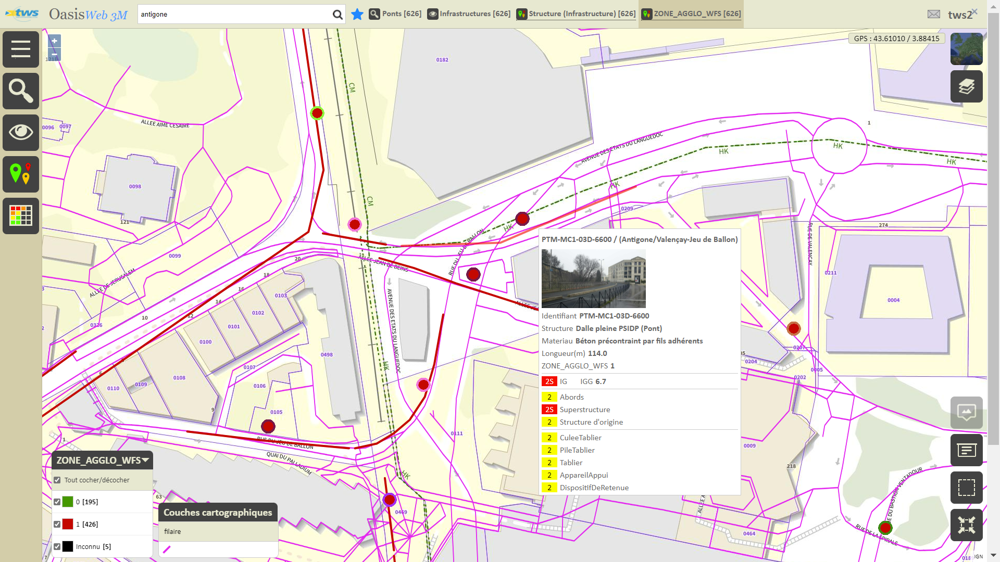 tws
OasisWeb 3M
antigone
Ponts [626]
Infrastructures [626]
Structure (Infrastructure) [626]
ZONE_AGGLO_WFS [626]
tws2
GPS : 43.61010 / 3.88415
+
−
0182
CM
ALLEE AIME CESAIRE
0096
0097
1
AVENUE DES ETATS DU LANGUEDOC
HK
HK
HK
HK
0098
CM
121
0209
274
HK
RUE DU JEU DE BALLON
RUE DE VALENCAY
0099
20
ALLEE JEAN DE BEINS
ALLEE DE JERUSALEM
18
16
14
12
10
0326
0103
0102
0101
0100
0211
0004
AVENUE DES ETATS DU LANGUEDOC
PTM-MC1-03D-6600 / (Antigone/Valençay-Jeu de Ballon)
Identifiant PTM-MC1-03D-6600
Structure Dalle pleine PSIDP (Pont)
Materiau Béton précontraint par fils adhérents
Longueur(m) 114.0
ZONE_AGGLO_WFS 1
2S IG IGG 6.7
2 Abords
2S Superstructure
2 Structure d'origine
2 CuleeTablier
2 PileTablier
2 Tablier
2 AppareilAppui
2 DispositifDeRetenue
0498
0107
0106
0105
0108
0109
0110
6
9
HK
0207
0204
0005
0202
0111
0009
218
1
RUE DU JEU DE BALLON
QUAI DU PALLADIUM
HK
63
0469
0464
RUE DU BASTION VENTADOUR
RUE DE LA SPIRALE
ZONE_AGGLO_WFS
Tout cocher/décocher
0 [195]
1 [426]
Inconnu [5]
7
Couches cartographiques
filaire
IGN